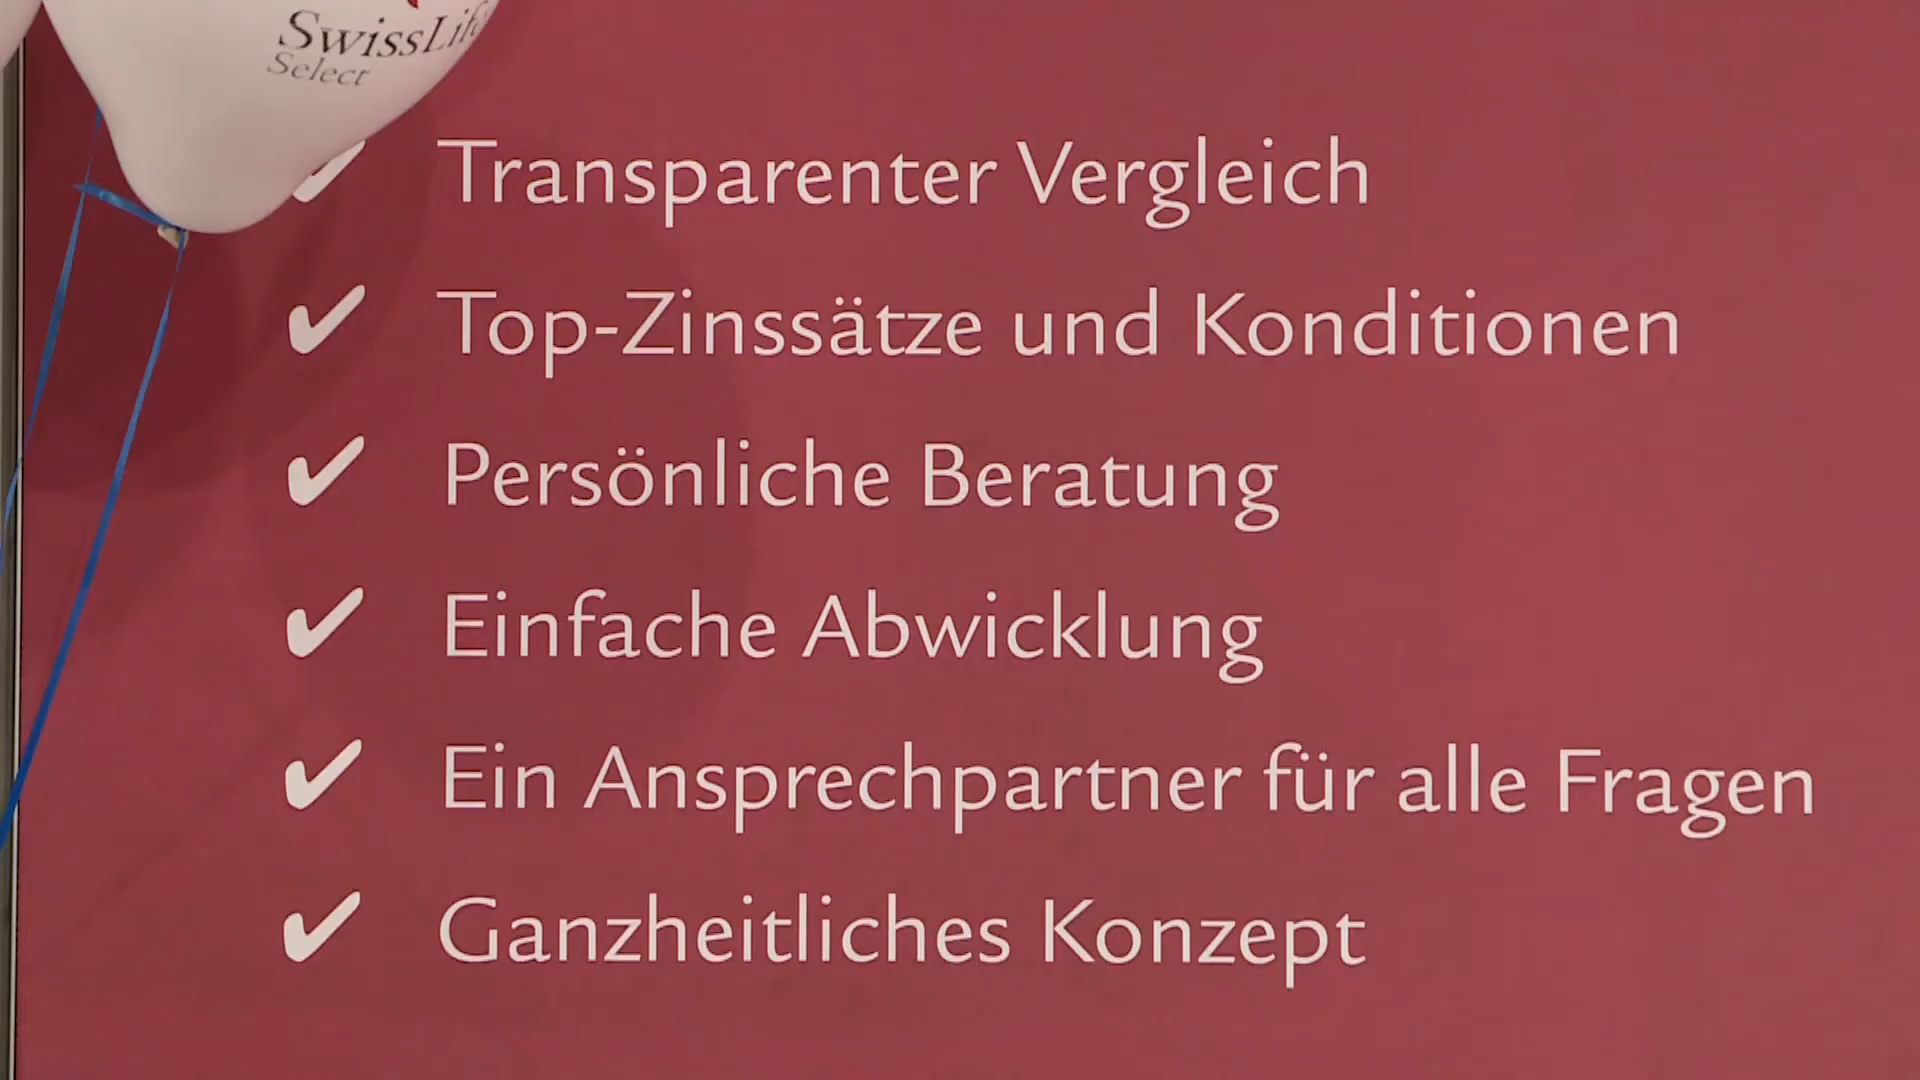 SwissLife
Select
Transparenter Vergleich
✔ Top-Zinssätze und Konditionen
✔ Persönliche Beratung
✔ Einfache Abwicklung
✔ Ein Ansprechpartner für alle Fragen
✔ Ganzheitliches Konzept